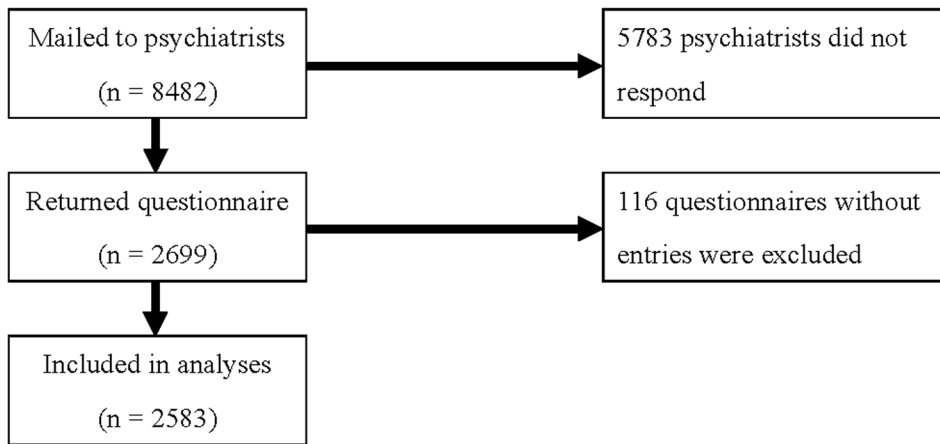 Mailed to psychiatrists
(n = 8482)
5783 psychiatrists did not
respond
Returned questionnaire
(n = 2699)
116 questionnaires without
entries were excluded
Included in analyses
(n = 2583)